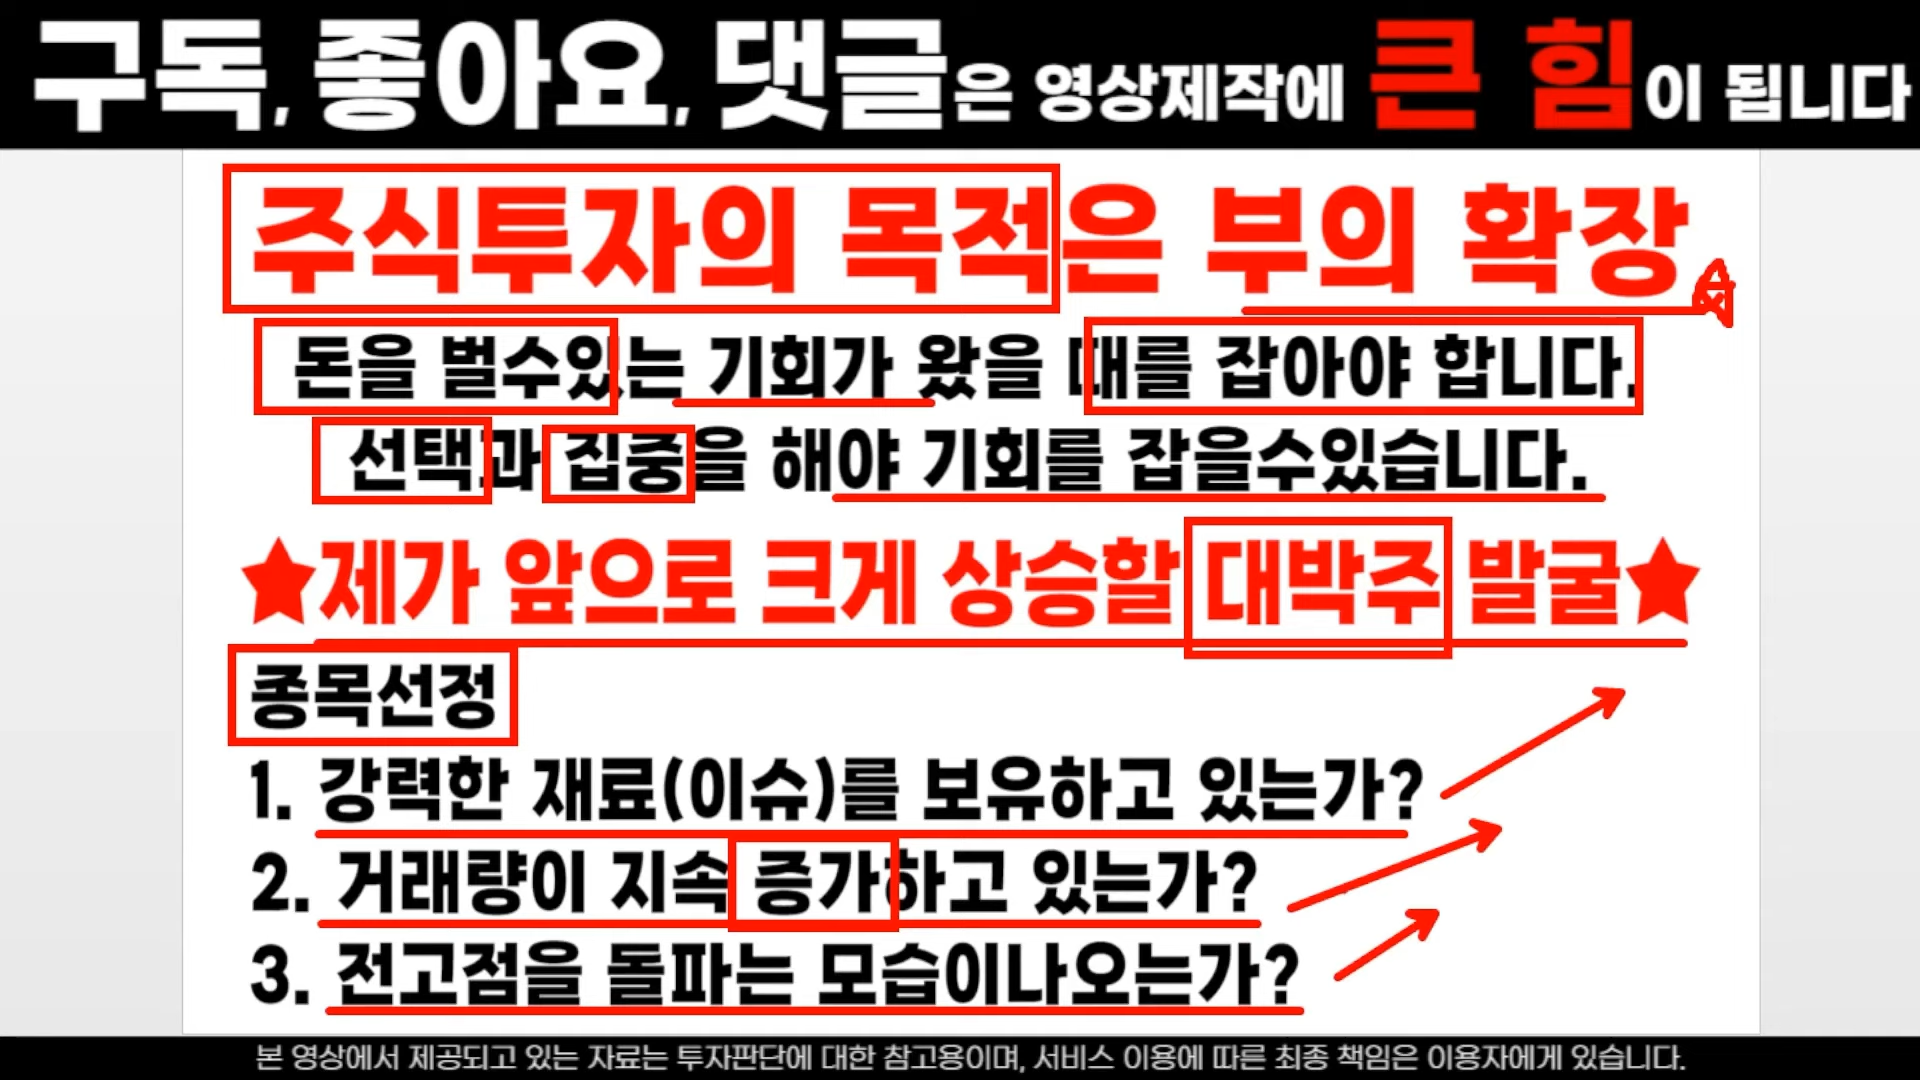 구독, 좋아요, 댓글은 영상제작에 큰 힘이 됩니다
주식투자의 목적은 부의 확장
돈을 벌수있는 기회가 왔을 대를 잡아야 합니다.
선택과 집중을 해야 기회를 잡을수있습니다.
★제가 앞으로 크게 상승할 대박주 발굴★
종목선정
1. 강력한 재료(이슈)를 보유하고 있는가?
2. 거래량이 지속 증가하고 있는가?
3. 전고점을 돌파는 모습이나오는가?
본 영상에서 제공되고 있는 자료는 투자판단에 대한 참고용이며, 서비스 이용에 따른 최종 책임은 이용자에게 있습니다.